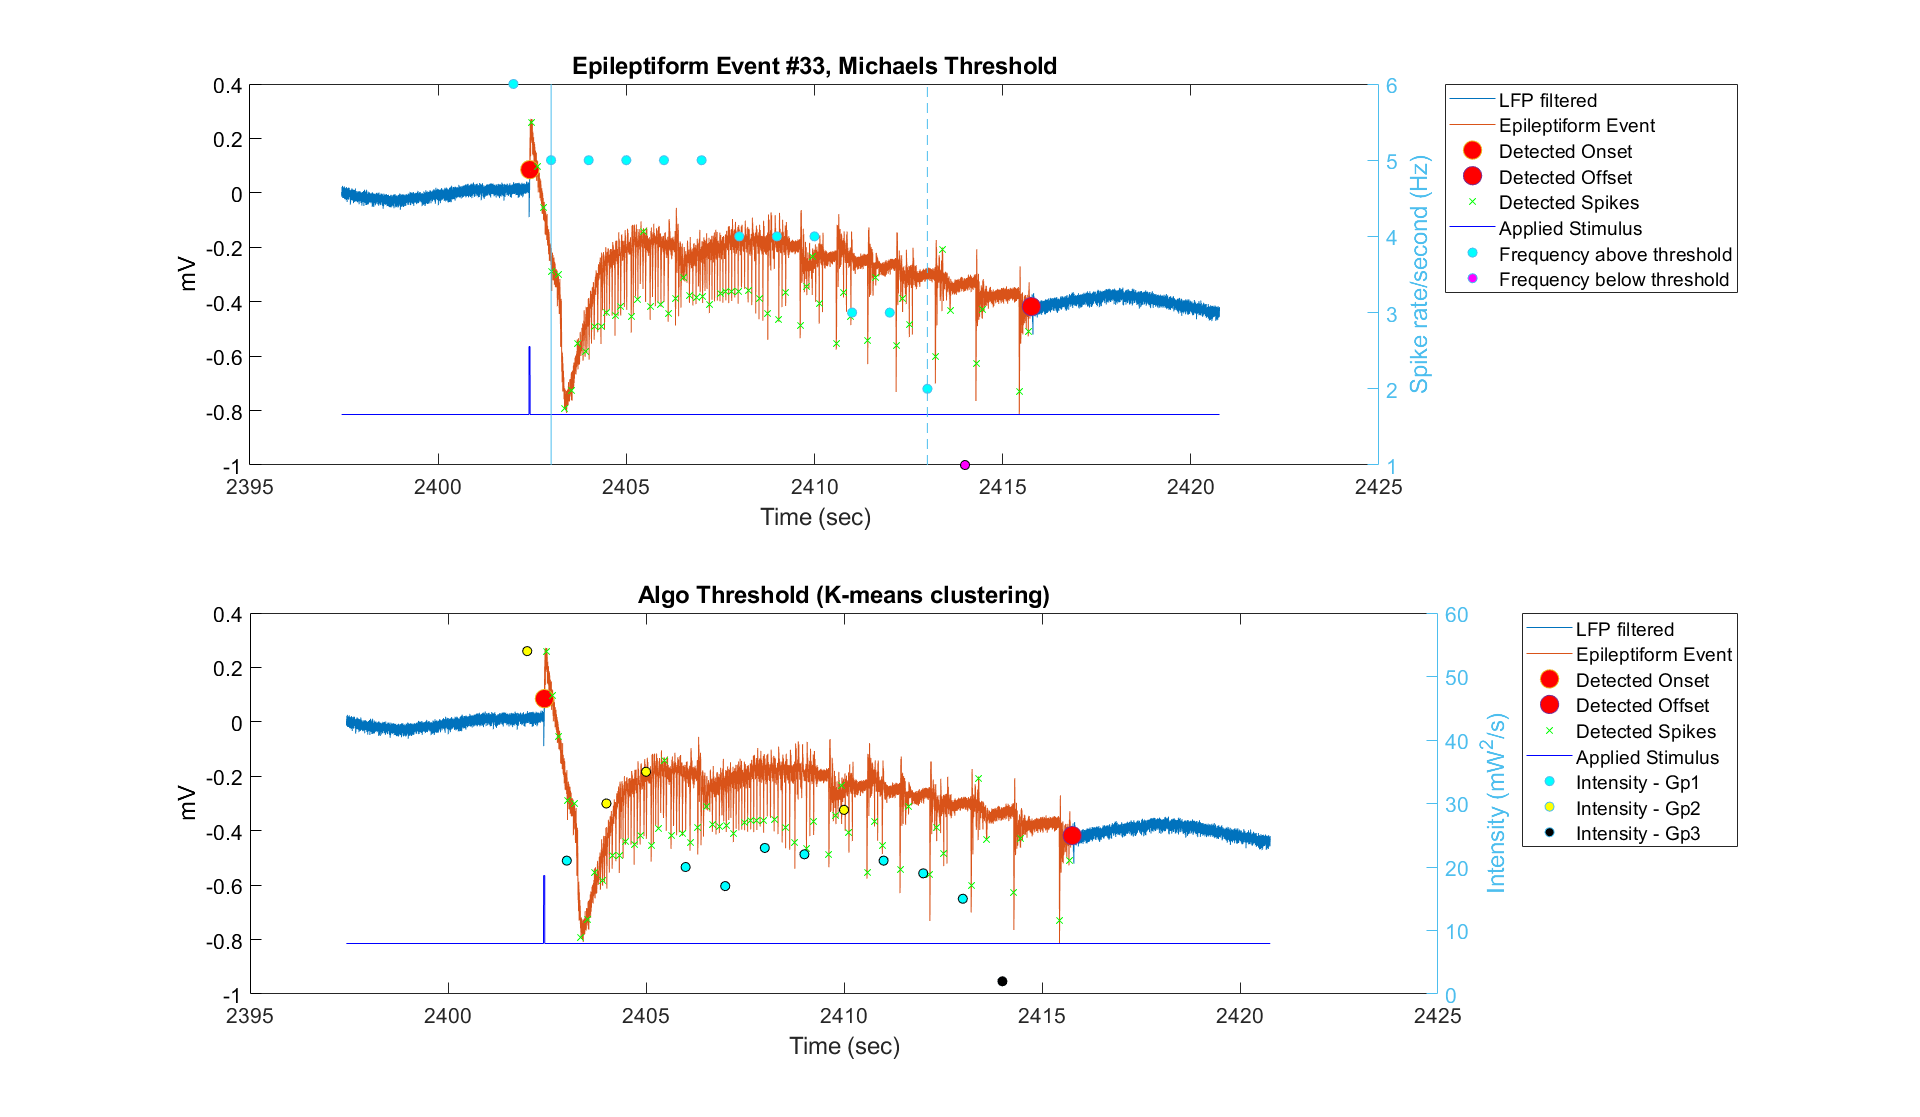 Epileptiform Event #33, Michaels Threshold
0.4
0.2
0
-0.2
-0.4
-0.6
-0.8
-1
mV
2395
2400
2405
2410
2415
2420
2425
Time (sec)
6
5
4
3
2
1
Spike rate/second (Hz)
LFP filtered
Epileptiform Event
Detected Onset
Detected Offset
Detected Spikes
Applied Stimulus
Frequency above threshold
Frequency below threshold
Algo Threshold (K-means clustering)
0.4
0.2
0
-0.2
-0.4
-0.6
-0.8
-1
mV
2395
2400
2405
2410
2415
2420
2425
Time (sec)
60
50
40
30
20
10
0
Intensity (mW²/s)
LFP filtered
Epileptiform Event
Detected Onset
Detected Offset
Detected Spikes
Applied Stimulus
Intensity - Gp1
Intensity - Gp2
Intensity - Gp3